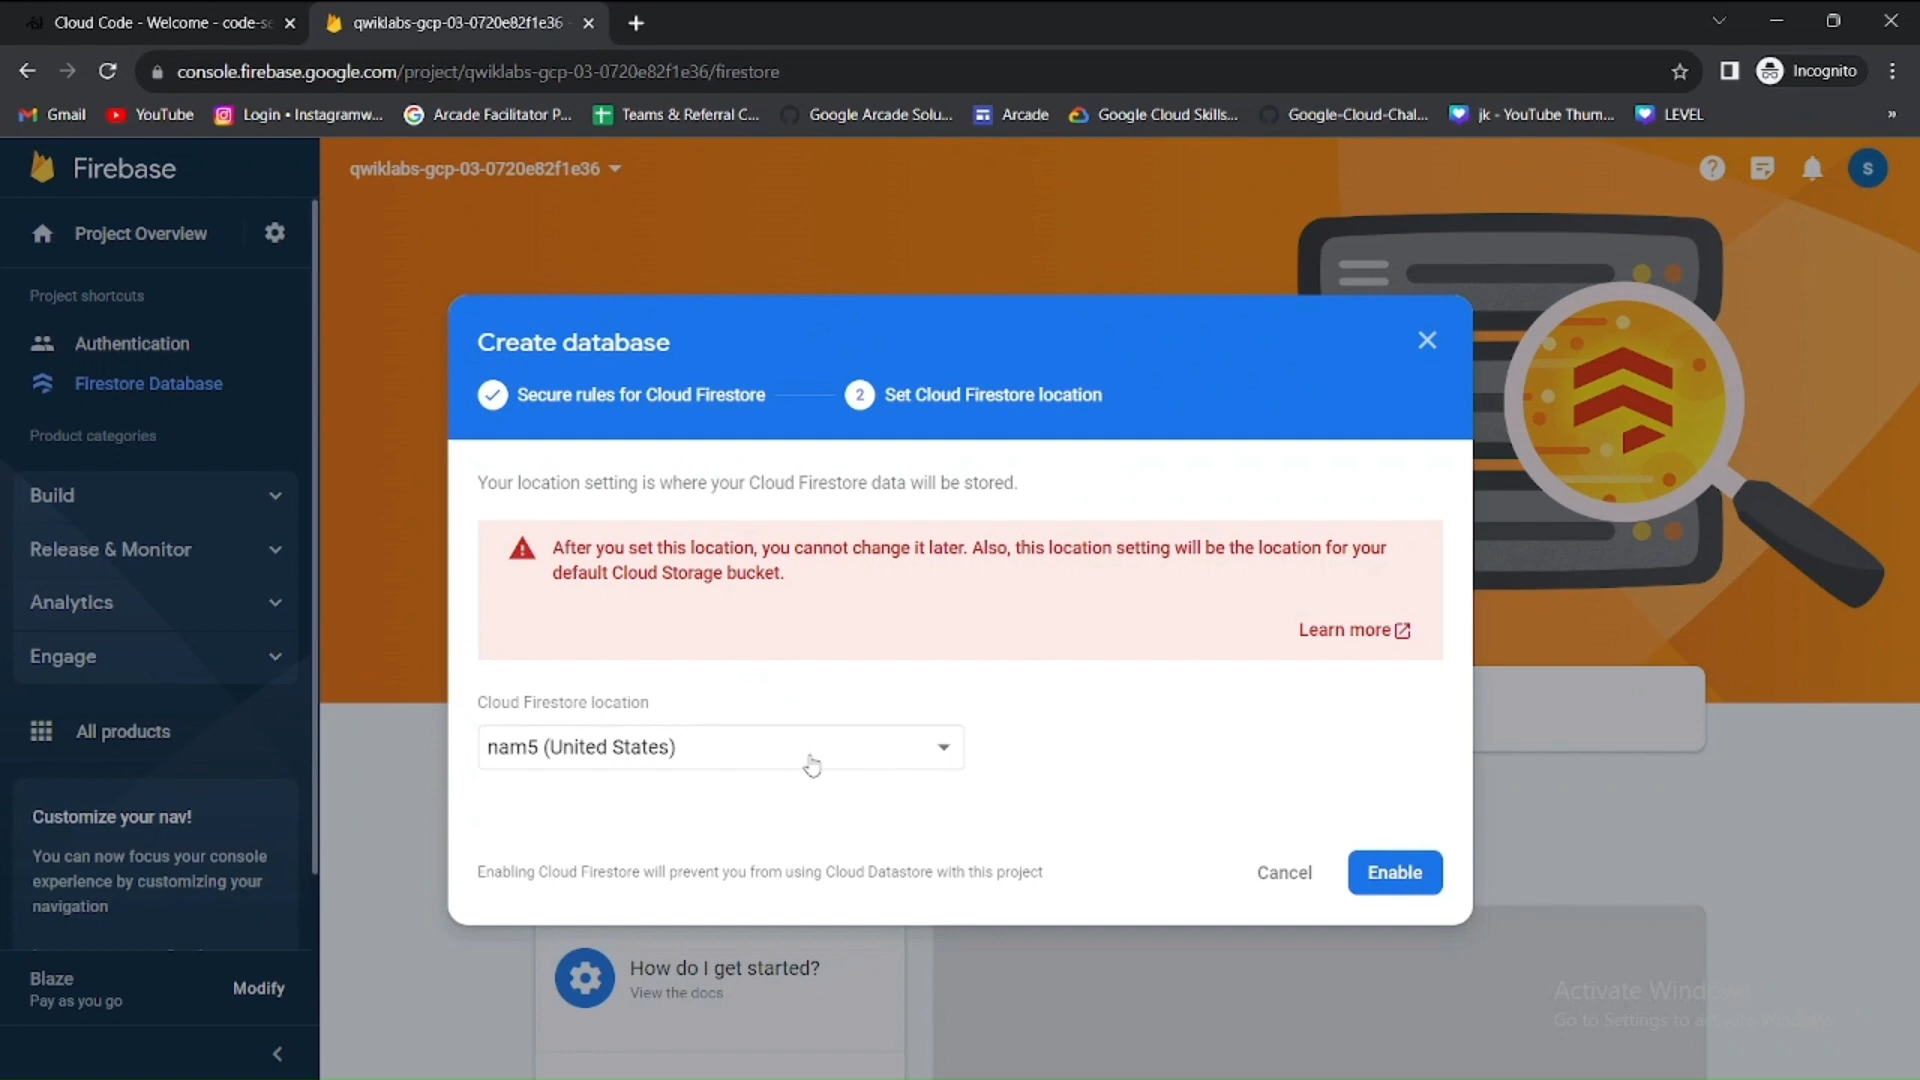 Cloud Code - Welcome - code-se
qwiklabs-gcp-03-0720e82f1e36
console.firebase.google.com/project/qwiklabs-gcp-03-0720e82f1e36/firestore
Incognito
Gmail
YouTube
Login • Instagramw...
Arcade Facilitator P...
Teams & Referral C...
Google Arcade Solu...
Arcade
Google Cloud Skills...
Google-Cloud-Chal...
jk - YouTube Thum...
LEVEL
»
Firebase
qwiklabs-gcp-03-0720e82f1e36
S
Project Overview
Project shortcuts
Authentication
Firestore Database
Product categories
Build
Release & Monitor
Analytics
Engage
All products
Customize your nav!
You can now focus your console
experience by customizing your
navigation
Blaze
Pay as you go
Modify
Create database
Secure rules for Cloud Firestore
2 Set Cloud Firestore location
Your location setting is where your Cloud Firestore data will be stored.
After you set this location, you cannot change it later. Also, this location setting will be the location for your
default Cloud Storage bucket.
Learn more
Cloud Firestore location
nam5 (United States)
Enabling Cloud Firestore will prevent you from using Cloud Datastore with this project
Cancel
Enable
How do I get started?
View the docs
Activate Windows
Go to Settings to activate Windows.